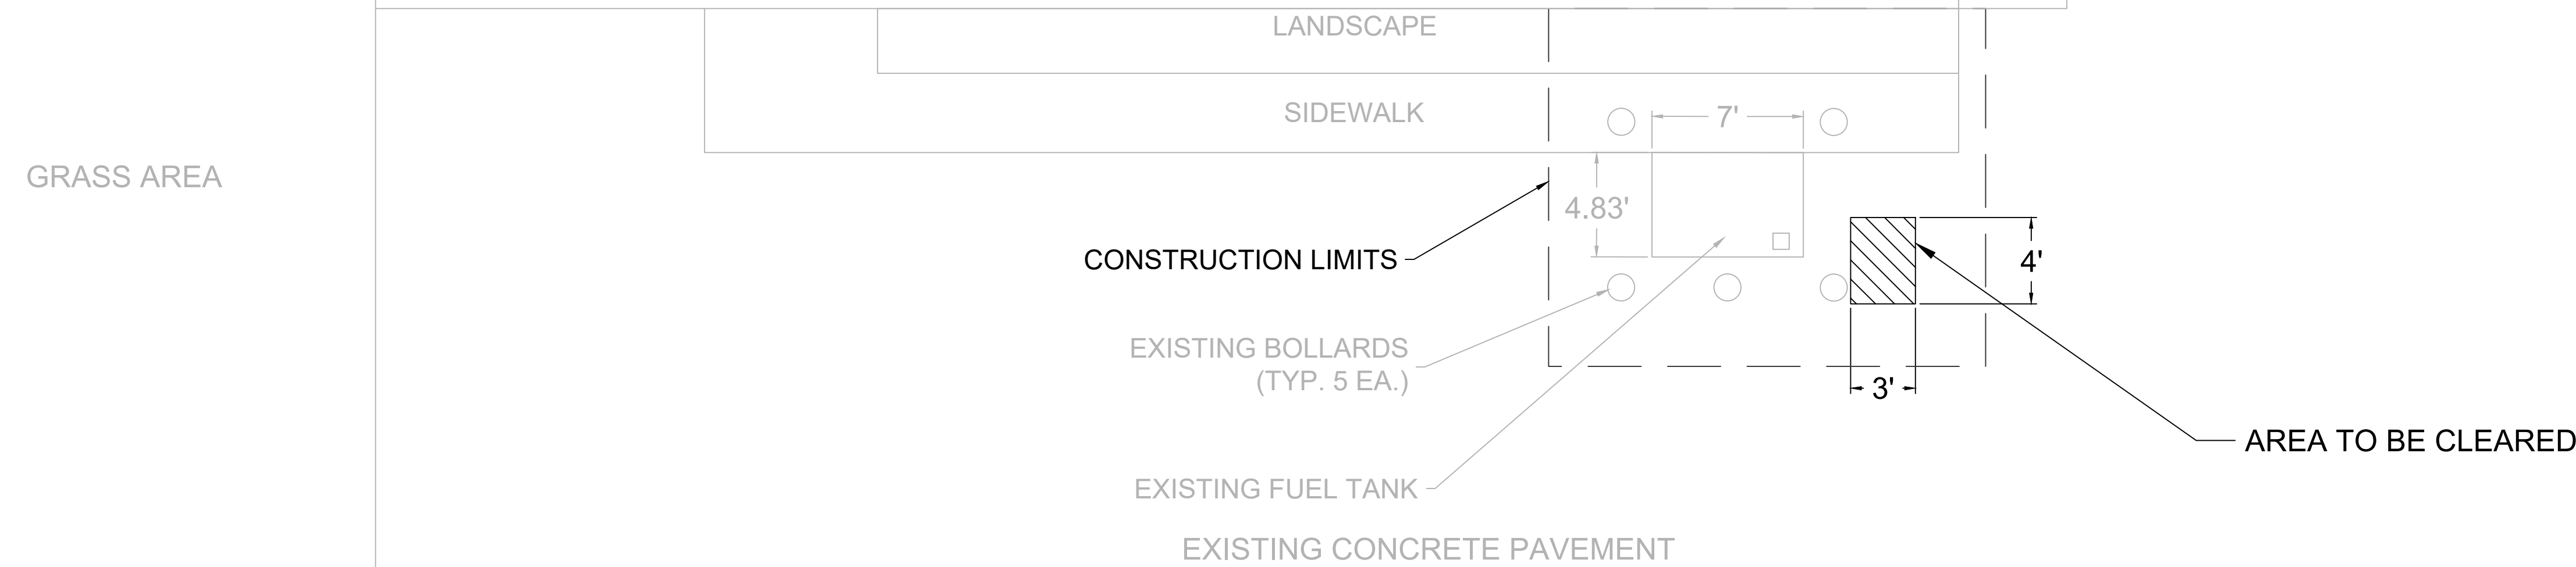 LANDSCAPE
SIDEWALK
7'
GRASS AREA
4.83'
CONSTRUCTION LIMITS
4'
EXISTING BOLLARDS
(TYP. 5 EA.)
3'
AREA TO BE CLEARED
EXISTING FUEL TANK
EXISTING CONCRETE PAVEMENT